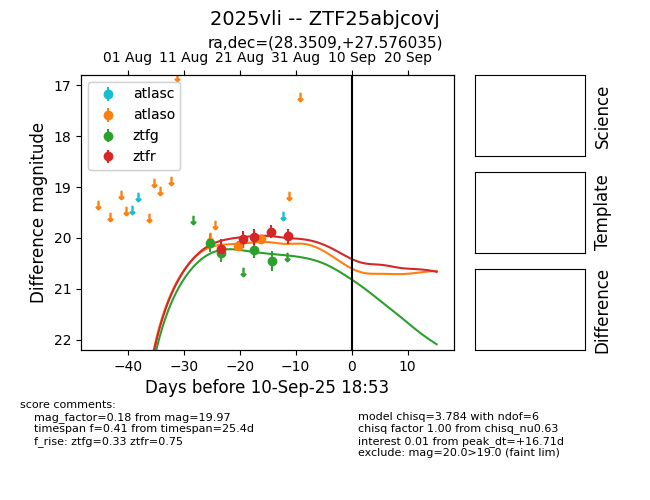 2025vli -- ZTF25abjcovj
ra,dec=(28.3509,+27.576035)
01 Aug 11 Aug 21 Aug 31 Aug 10 Sep 20 Sep
17
18
19
20
21
22
Difference magnitude
atlasc
atlaso
ztfg
ztfr
−40 −30 −20 −10 0 10
Days before 10-Sep-25 18:53
Science
Template
Difference
score comments:
mag_factor=0.18 from mag=19.97
timespan f=0.41 from timespan=25.4d
f_rise: ztfg=0.33 ztfr=0.75
model chisq=3.784 with ndof=6
chisq factor 1.00 from chisq_nu0.63
interest 0.01 from peak_dt=+16.71d
exclude: mag=20.0>19.0 (faint lim)